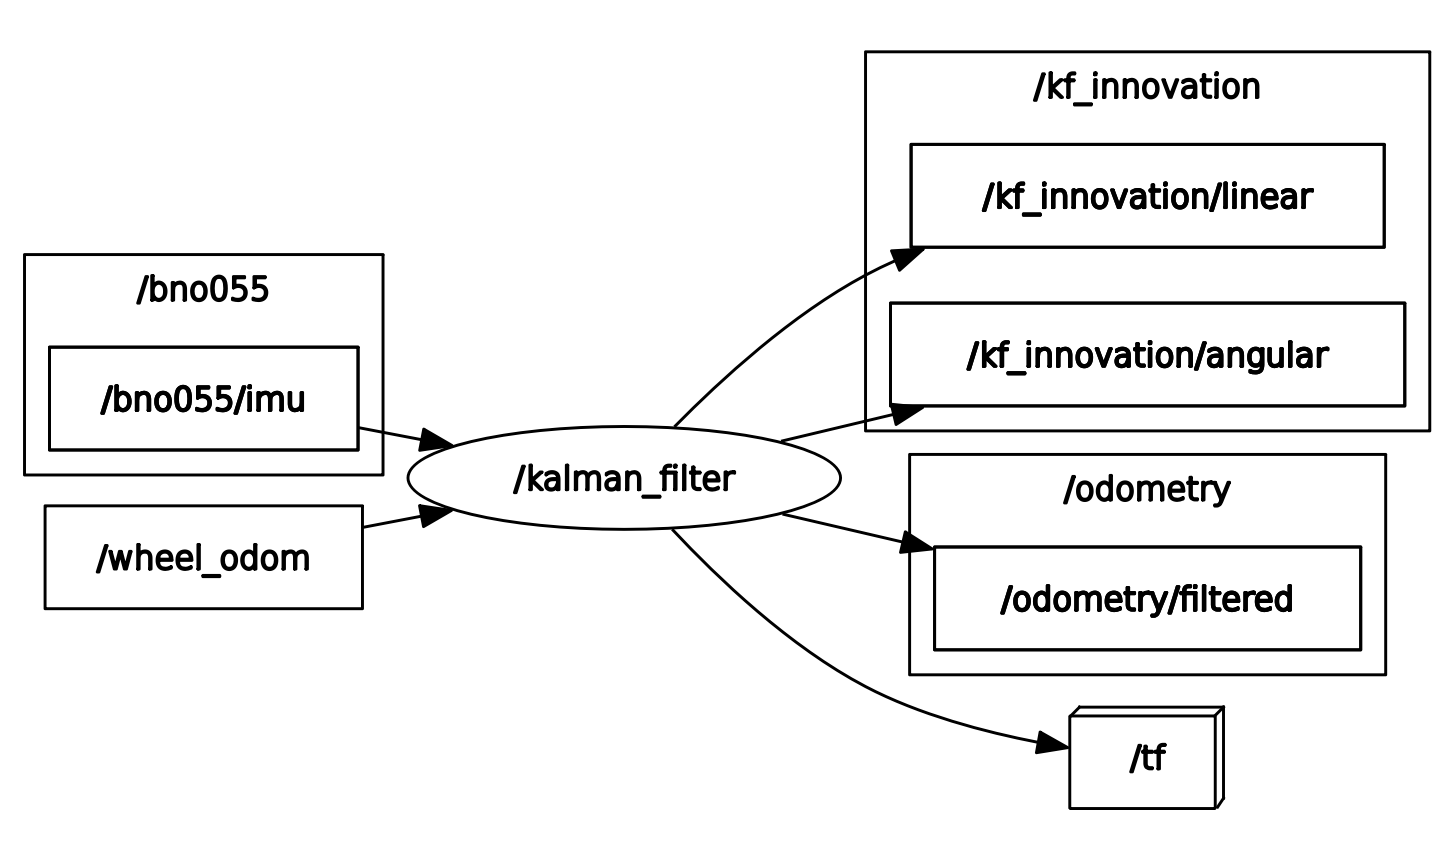 /kf_innovation
/kf_innovation/linear
/bno055
/kf_innovation/angular
/bno055/imu
/kalman_filter
/odometry
/wheel_odom
/odometry/filtered
/tf